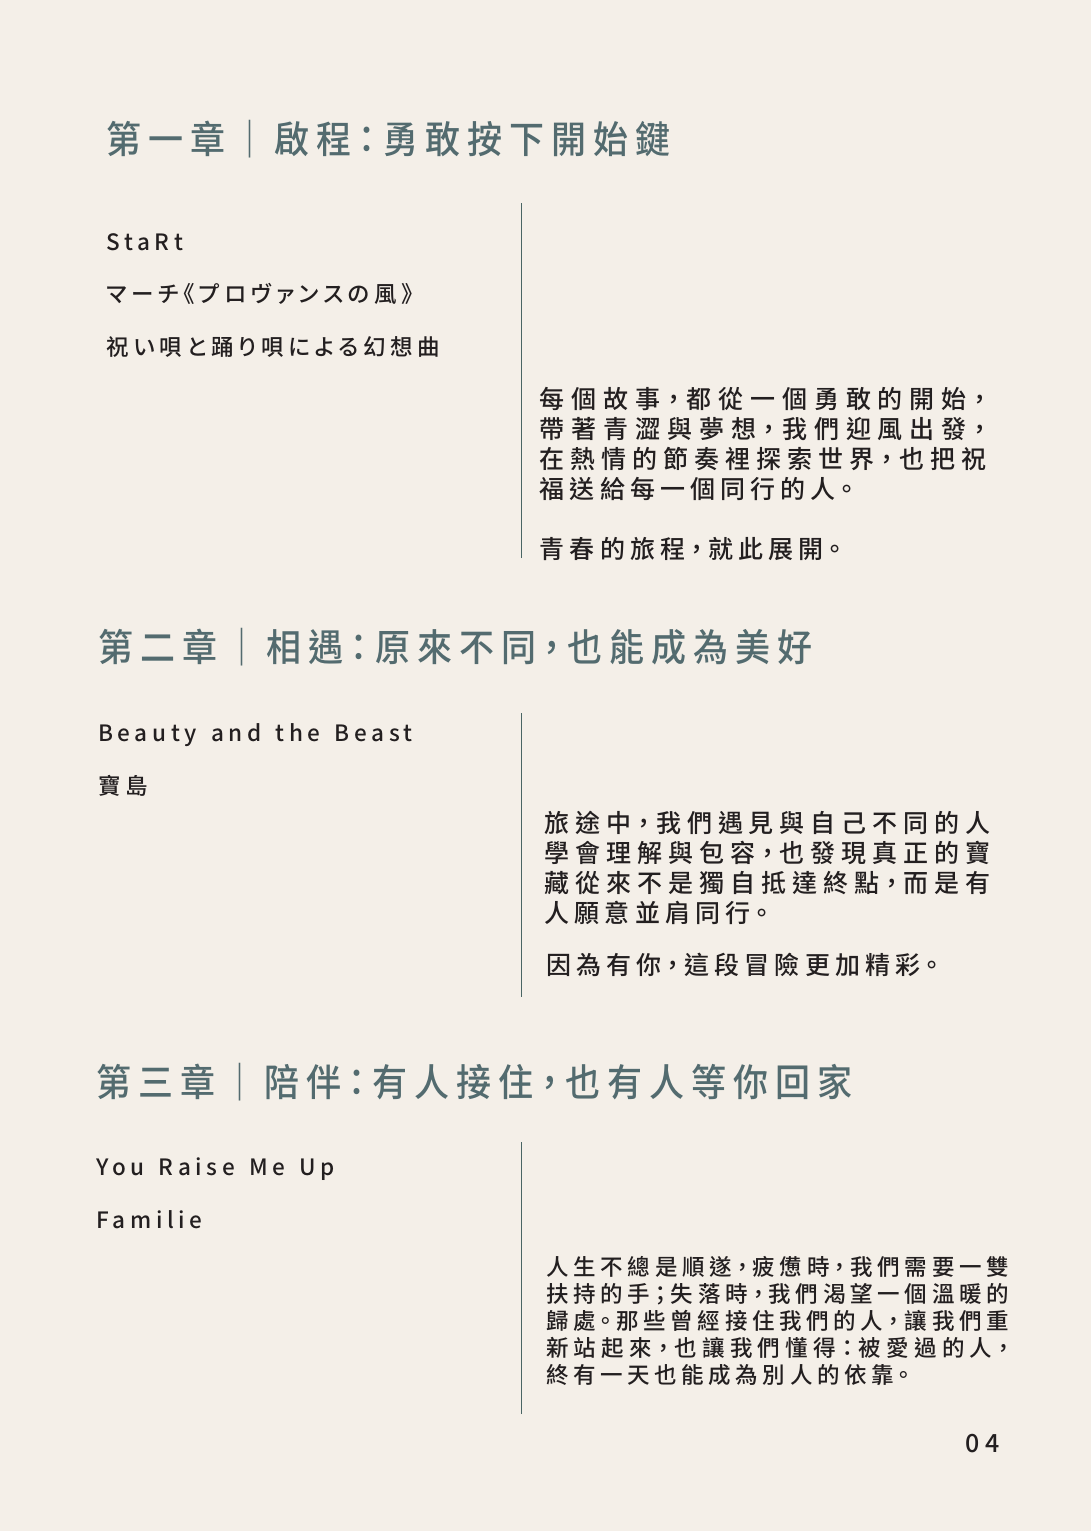 第一章｜啟程：勇敢按下開始鍵
StaRt
マーチ《プロヴァンスの風》
祝い唄と踊り唄による幻想曲
每個故事，都從一個勇敢的開始，
帶著青澀與夢想，我們迎風出發，
在熱情的節奏裡探索世界，也把祝
福送給每一個同行的人。
青春的旅程，就此展開。
第二章｜相遇：原來不同，也能成為美好
Beauty and the Beast
寶島
旅途中，我們遇見與自己不同的人
學會理解與包容，也發現真正的寶
藏從來不是獨自抵達終點，而是有
人願意並肩同行。
因為有你，這段冒險更加精彩。
第三章｜陪伴：有人接住，也有人等你回家
You Raise Me Up
Familie
人生不總是順遂，疲憊時，我們需要一雙
扶持的手；失落時，我們渴望一個溫暖的
歸處。那些曾經接住我們的人，讓我們重
新站起來，也讓我們懂得：被愛過的人，
終有一天也能成為別人的依靠。
04